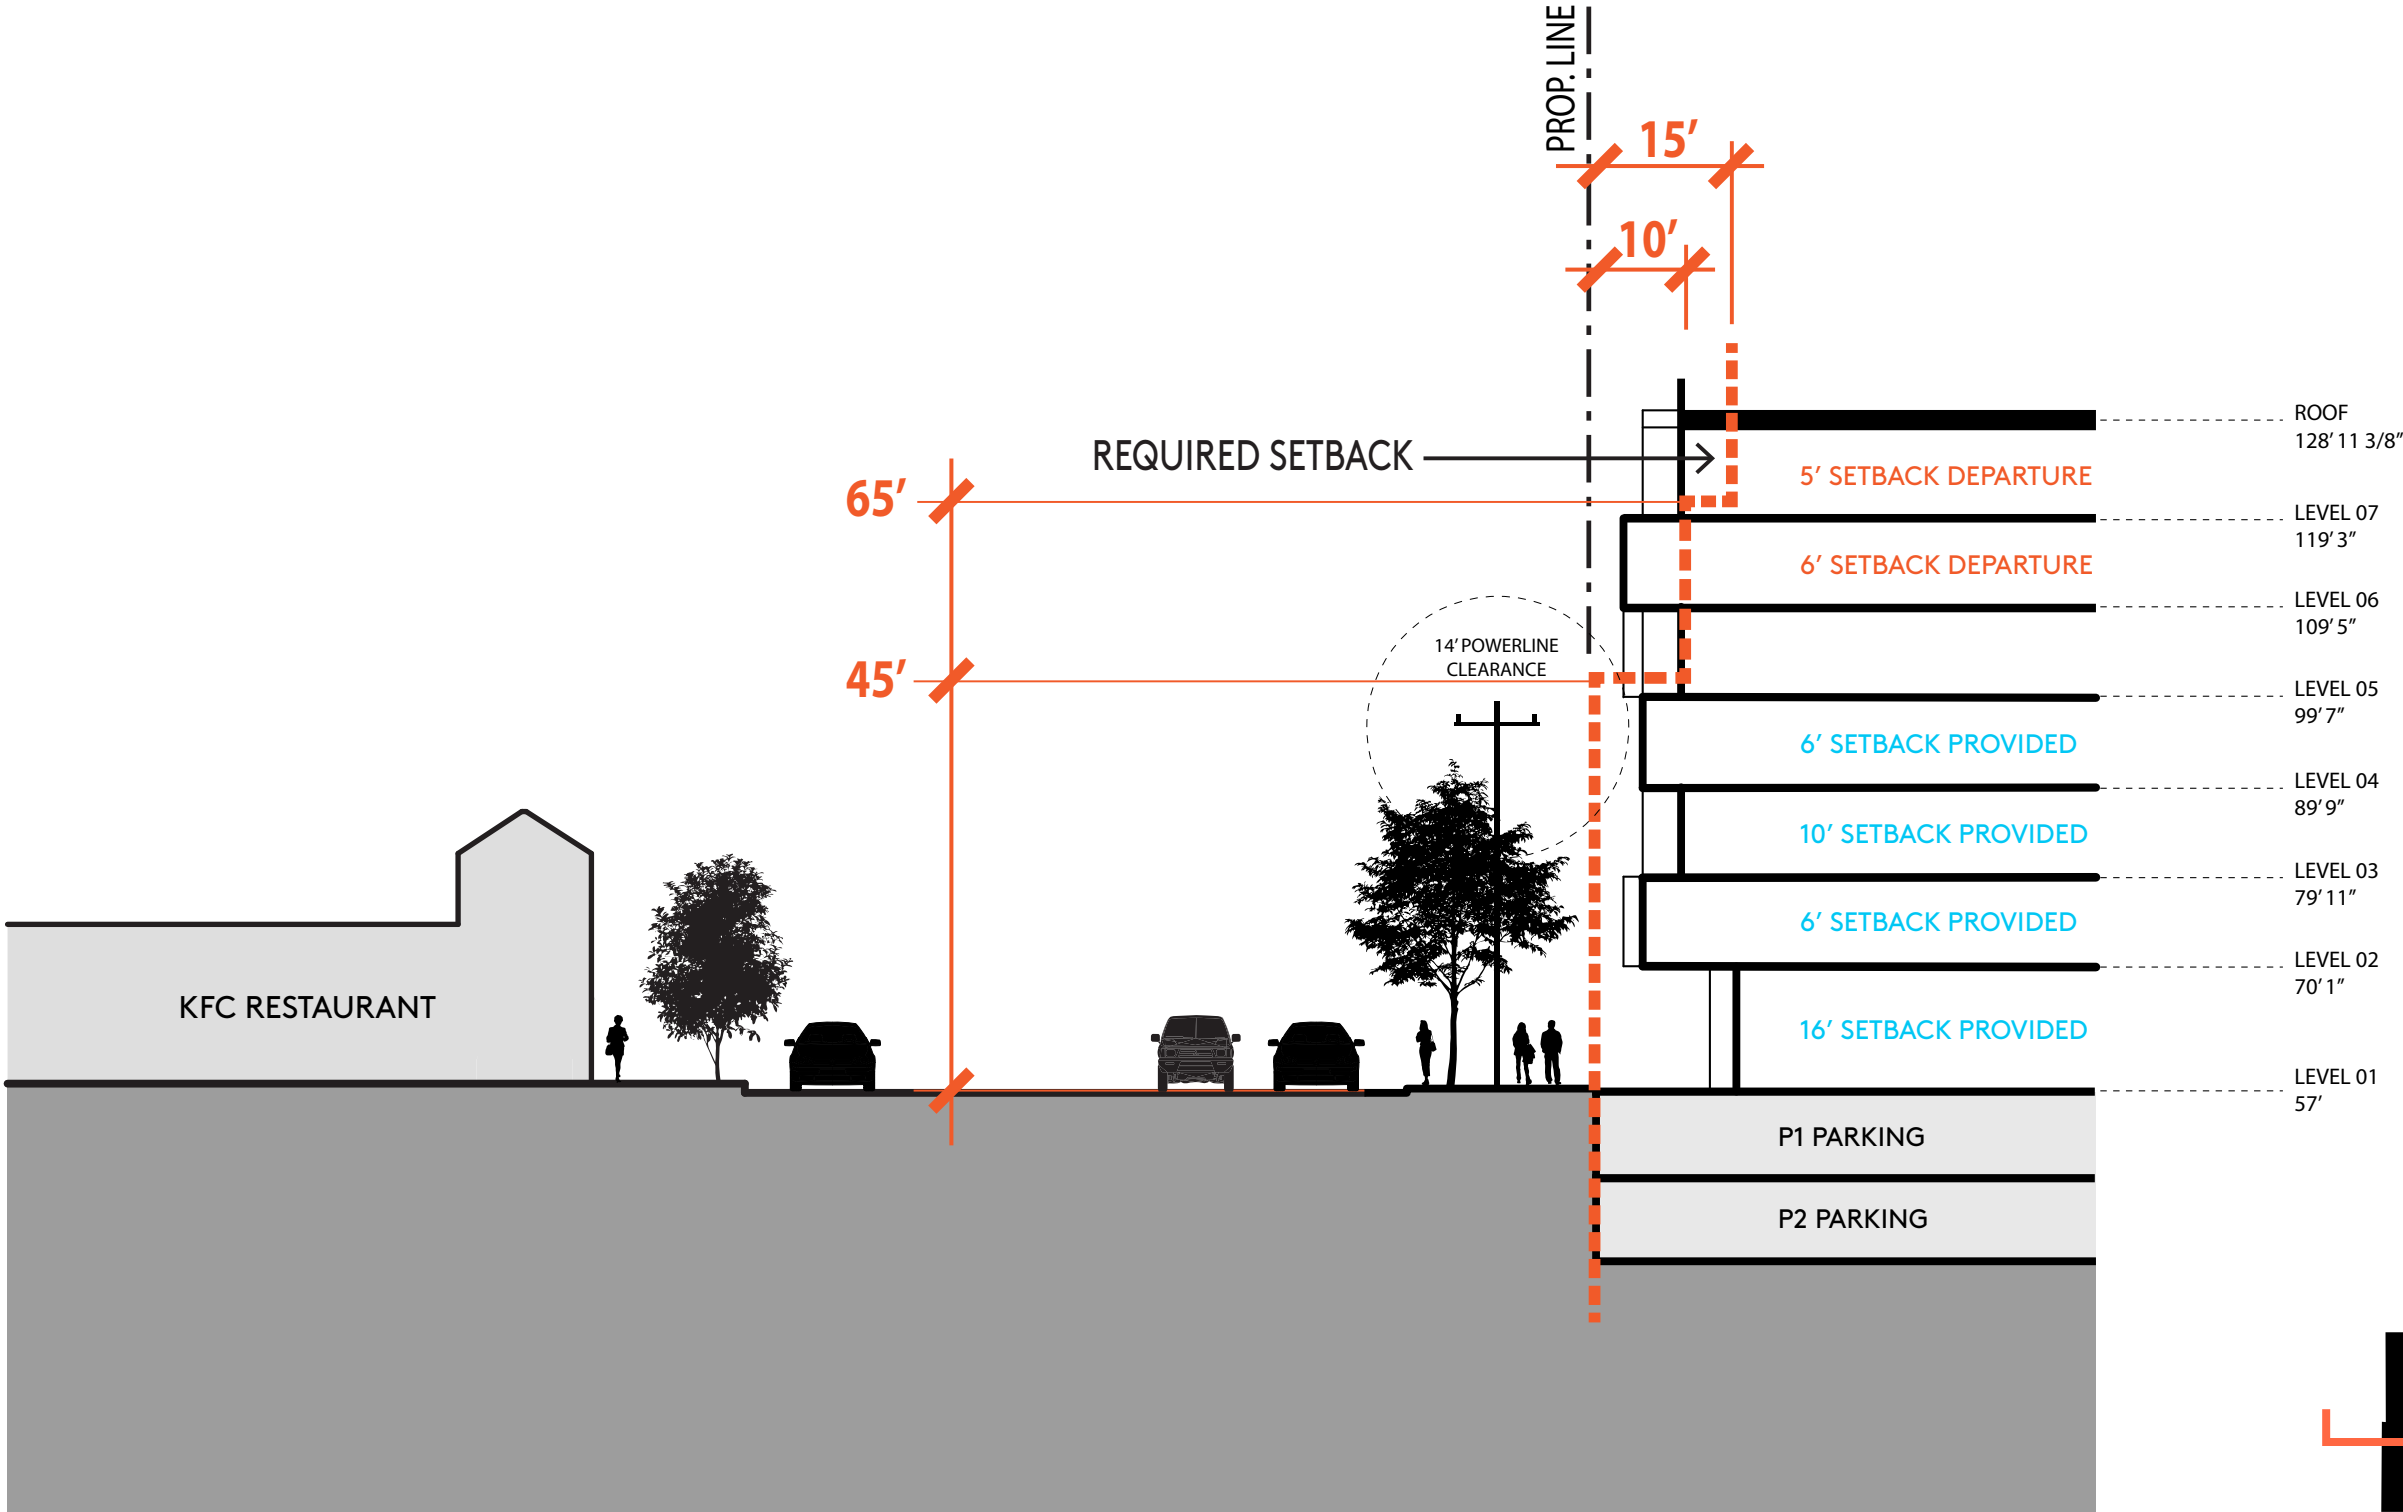 PROP. LINE
15’
10’
REQUIRED SETBACK
65’
45’
14’ POWERLINE
CLEARANCE
KFC RESTAURANT
5’ SETBACK DEPARTURE
6’ SETBACK DEPARTURE
6’ SETBACK PROVIDED
10’ SETBACK PROVIDED
6’ SETBACK PROVIDED
16’ SETBACK PROVIDED
P1 PARKING
P2 PARKING
ROOF
128’ 11 3/8”
LEVEL 07
119’ 3”
LEVEL 06
109’ 5”
LEVEL 05
99’ 7”
LEVEL 04
89’ 9”
LEVEL 03
79’ 11”
LEVEL 02
70’ 1”
LEVEL 01
57’